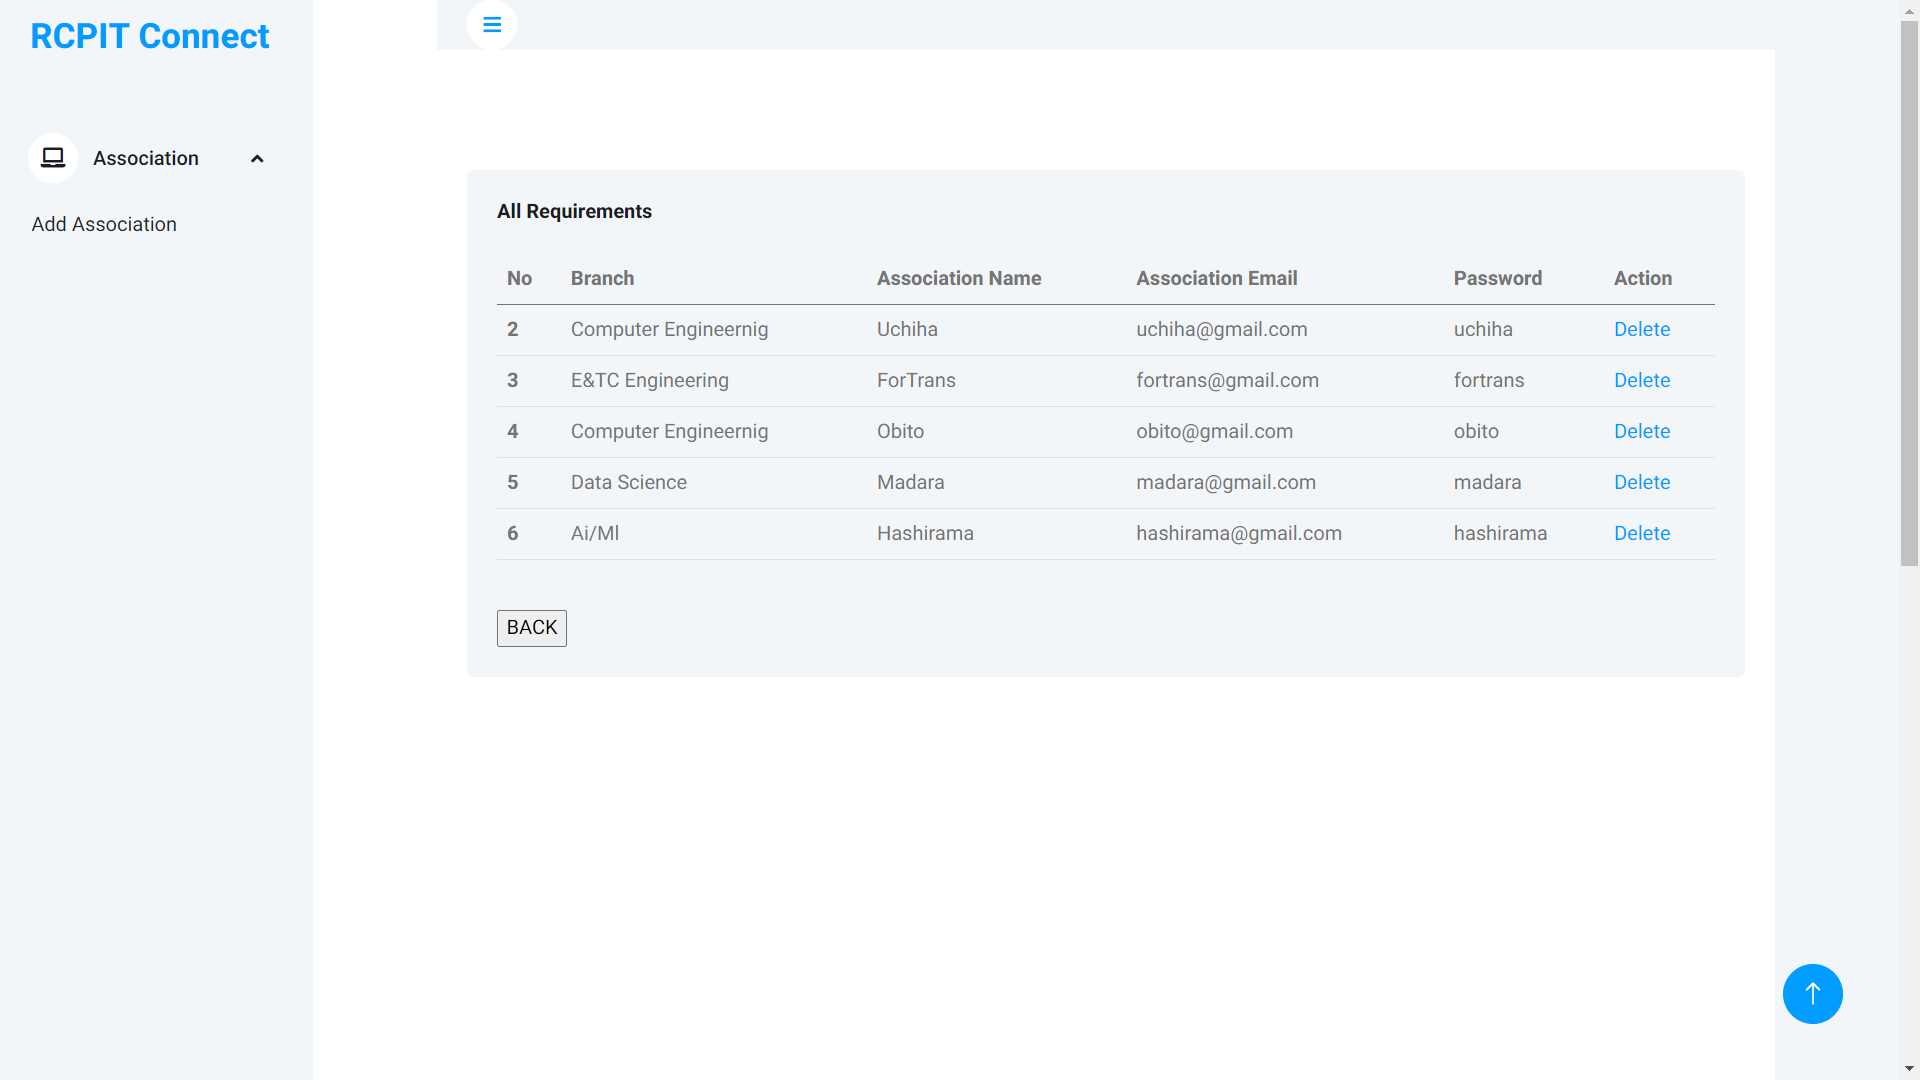 RCPIT Connect
Association
Add Association
All Requirements
No Branch Association Name Association Email Password Action
2 Computer Engineernig Uchiha uchiha@gmail.com uchiha Delete
3 E&TC Engineering ForTrans fortrans@gmail.com fortrans Delete
4 Computer Engineernig Obito obito@gmail.com obito Delete
5 Data Science Madara madara@gmail.com madara Delete
6 Ai/Ml Hashirama hashirama@gmail.com hashirama Delete
BACK